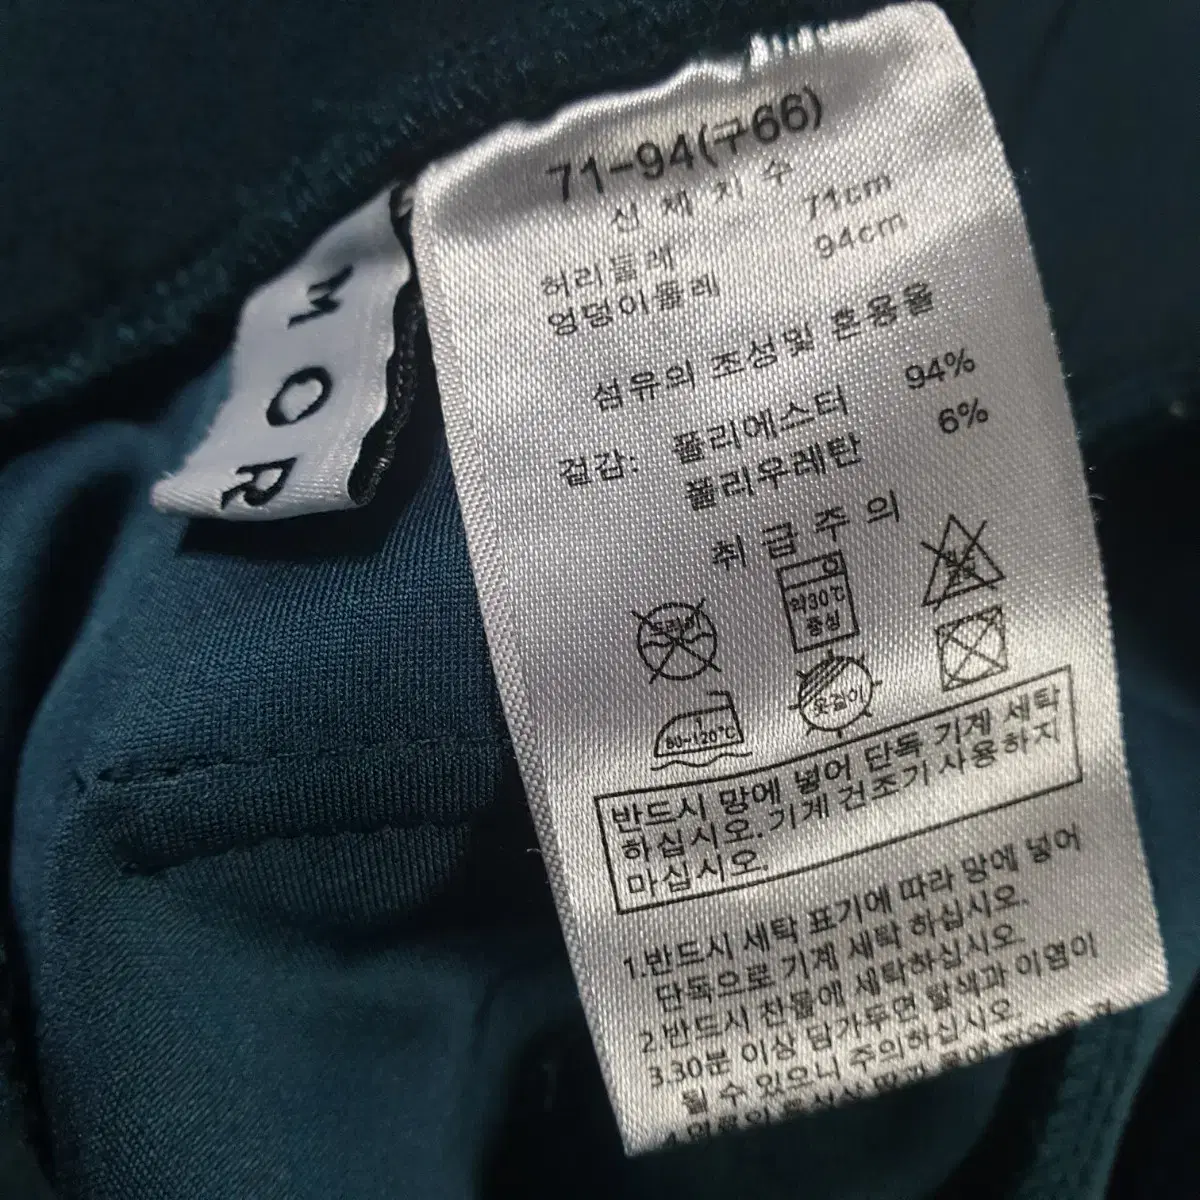 MOR
71-94(구66)
신체치수
허리둘레 71cm
엉덩이둘레 94cm
섬유의 조성및 혼용율
겉감: 폴리에스터 94%
폴리우레탄 6%
취급주의
드라이
약30℃
중성
옷걸이
80~120℃
반드시 망에 넣어 단독 기계 세탁
하십시오. 기계 건조기 사용하지
마십시오.
1.반드시 세탁 표기에 따라 망에 넣어
단독으로 기계 세탁 하십시오.
2.반드시 찬물에 세탁하십시오
3.30분 이상 담가두면 탈색과 이염이
될 수 있으니 주의하십시오